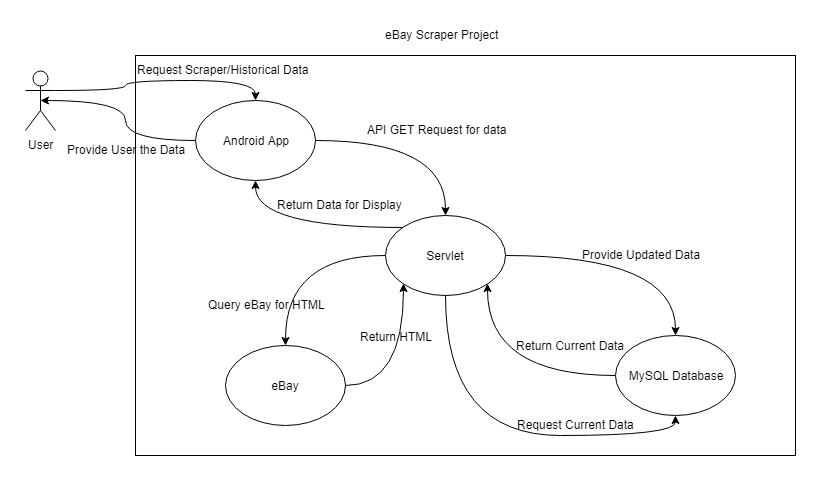 eBay Scraper Project
Request Scraper/Historical Data
Android App
API GET Request for data
User
Provide User the Data
Return Data for Display
Servlet
Provide Updated Data
Query eBay for HTML
Return HTML
Return Current Data
eBay
MySQL Database
Request Current Data